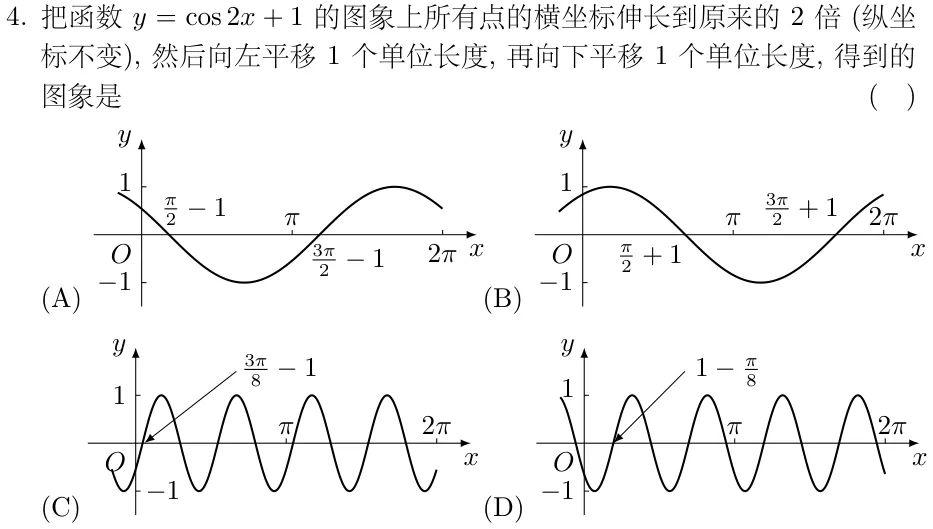 4. 把函数 y = cos 2x + 1 的图象上所有点的横坐标伸长到原来的 2 倍 (纵坐
标不变), 然后向左平移 1 个单位长度, 再向下平移 1 个单位长度, 得到的
图象是 ( )
(A) y 1 π/2 − 1 π O 3π/2 − 1 2π x −1
(B) y 1 3π/2 + 1 π 2π O π/2 + 1 x −1
(C) y 3π/8 − 1 1 π 2π O x −1
(D) y 1 − π/8 1 π 2π O x −1